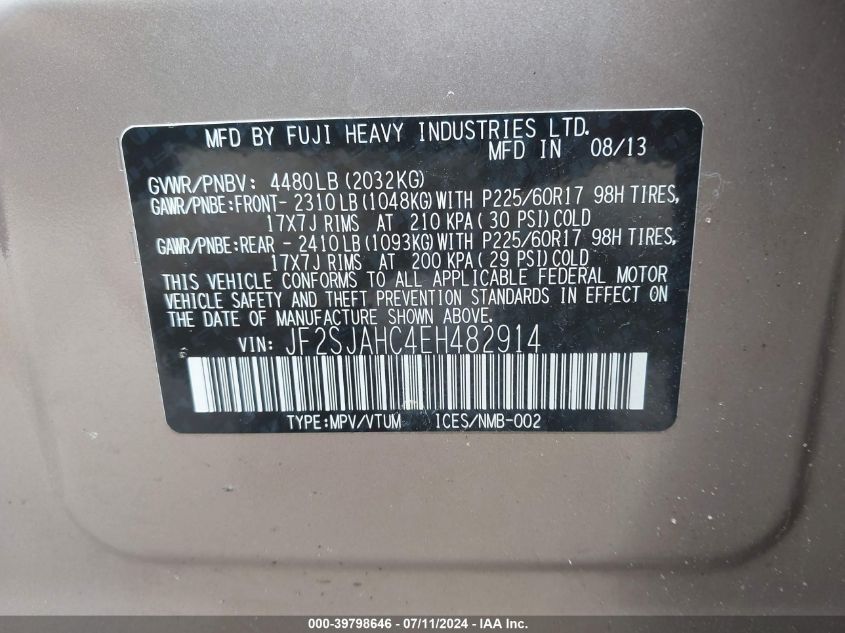 MFD BY FUJI HEAVY INDUSTRIES LTD.
MFD IN 08/13
GVWR/PNBV: 4480LB(2032KG)
GAWR/PNBE:FRONT- 2310LB(1048KG)WITH P225/60R17 98H TIRES,
17X7J RIMS AT 210 KPA( 30 PSI)COLD
GAWR/PNBE:REAR - 2410LB(1093KG)WITH P225/60R17 98H TIRES,
17X7J RIMS AT 200 KPA( 29 PSI)COLD
THIS VEHICLE CONFORMS TO ALL APPLICABLE FEDERAL MOTOR
VEHICLE SAFETY AND THEFT PREVENTION STANDARDS IN EFFECT ON
THE DATE OF MANUFACTURE SHOWN ABOVE.
VIN: JF2SJAHC4EH482914
TYPE:MPV/VTUM ICES/NMB-002
000-39798646 - 07/11/2024 - IAA Inc.